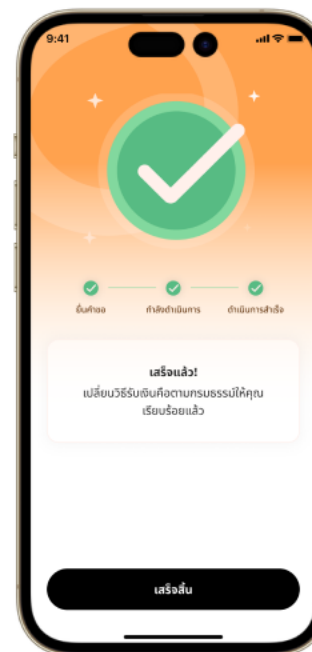 9:41
ยื่นคำขอ
กำลังดำเนินการ
ดำเนินการสำเร็จ
เสร็จแล้ว!
เปลี่ยนวิธีรับเงินคือตามกรมธรรม์ให้คุณ
เรียบร้อยแล้ว
เสร็จสิ้น